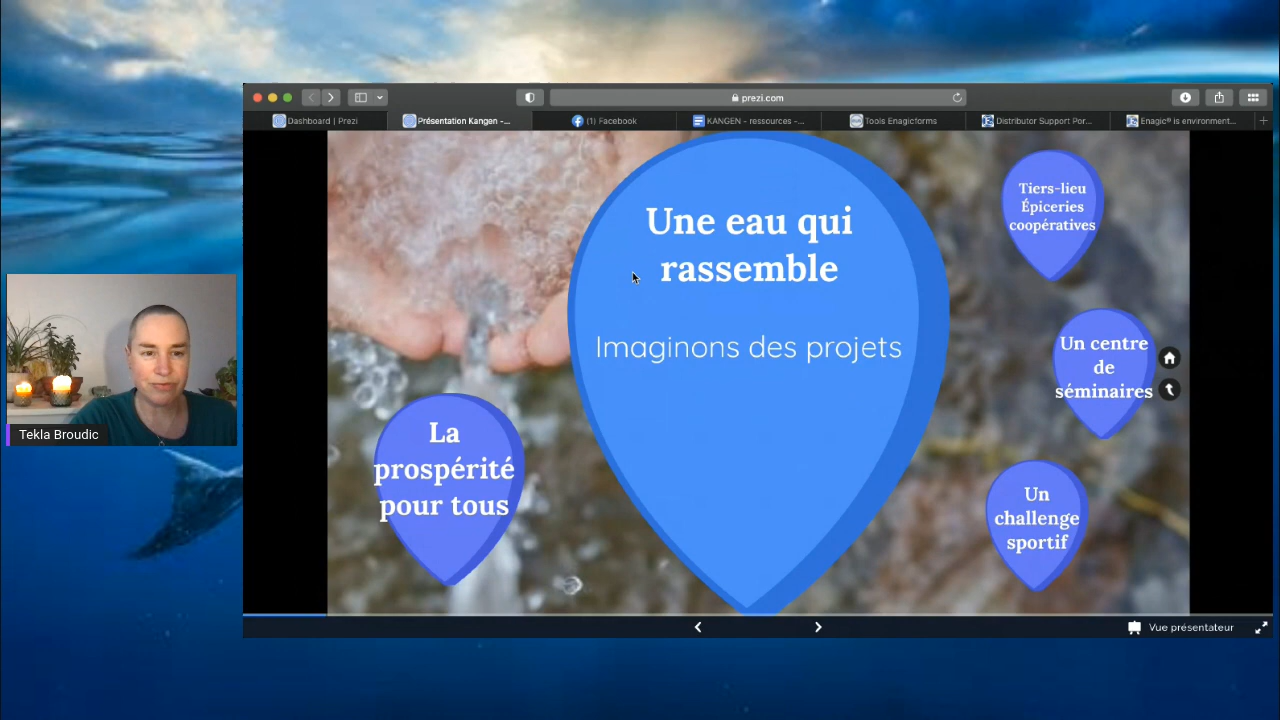 prezi.com
Dashboard | Prezi
Présentation Kangen -...
(1) Facebook
KANGEN - ressources -...
Tools Enagicforms
Distributor Support Por...
Enagic® is environment...
Une eau qui
rassemble
Imaginons des projets
Tiers-lieu
Épiceries
coopératives
Un centre
de
séminaires
La
prospérité
pour tous
Un
challenge
sportif
Tekla Broudic
Vue présentateur